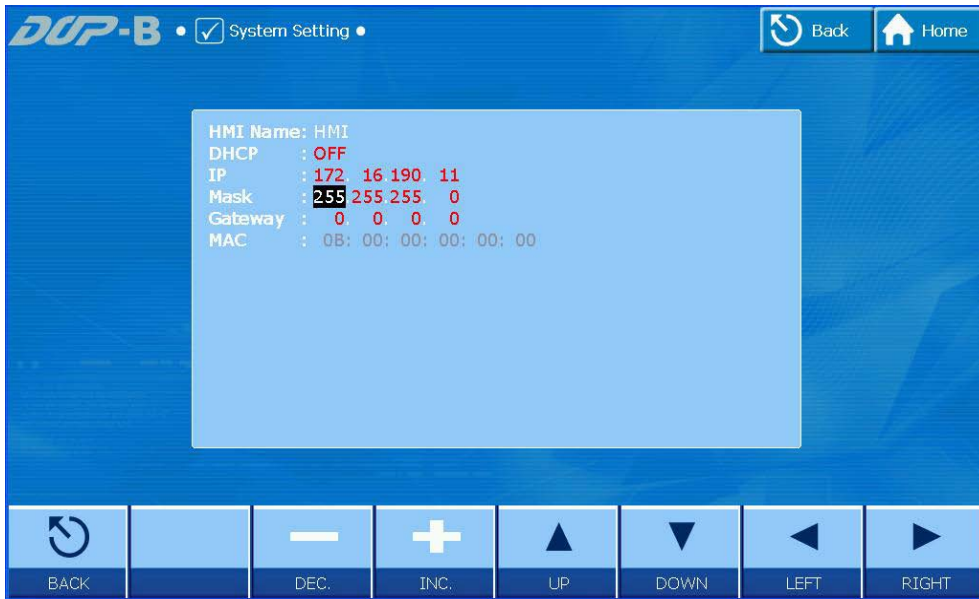 DOP-B • System Setting • Back Home
HMI Name: HMI
DHCP : OFF
IP : 172. 16.190. 11
Mask : 255.255.255. 0
Gateway : 0. 0. 0. 0
MAC : 0B: 00: 00: 00: 00: 00
BACK DEC. INC. UP DOWN LEFT RIGHT